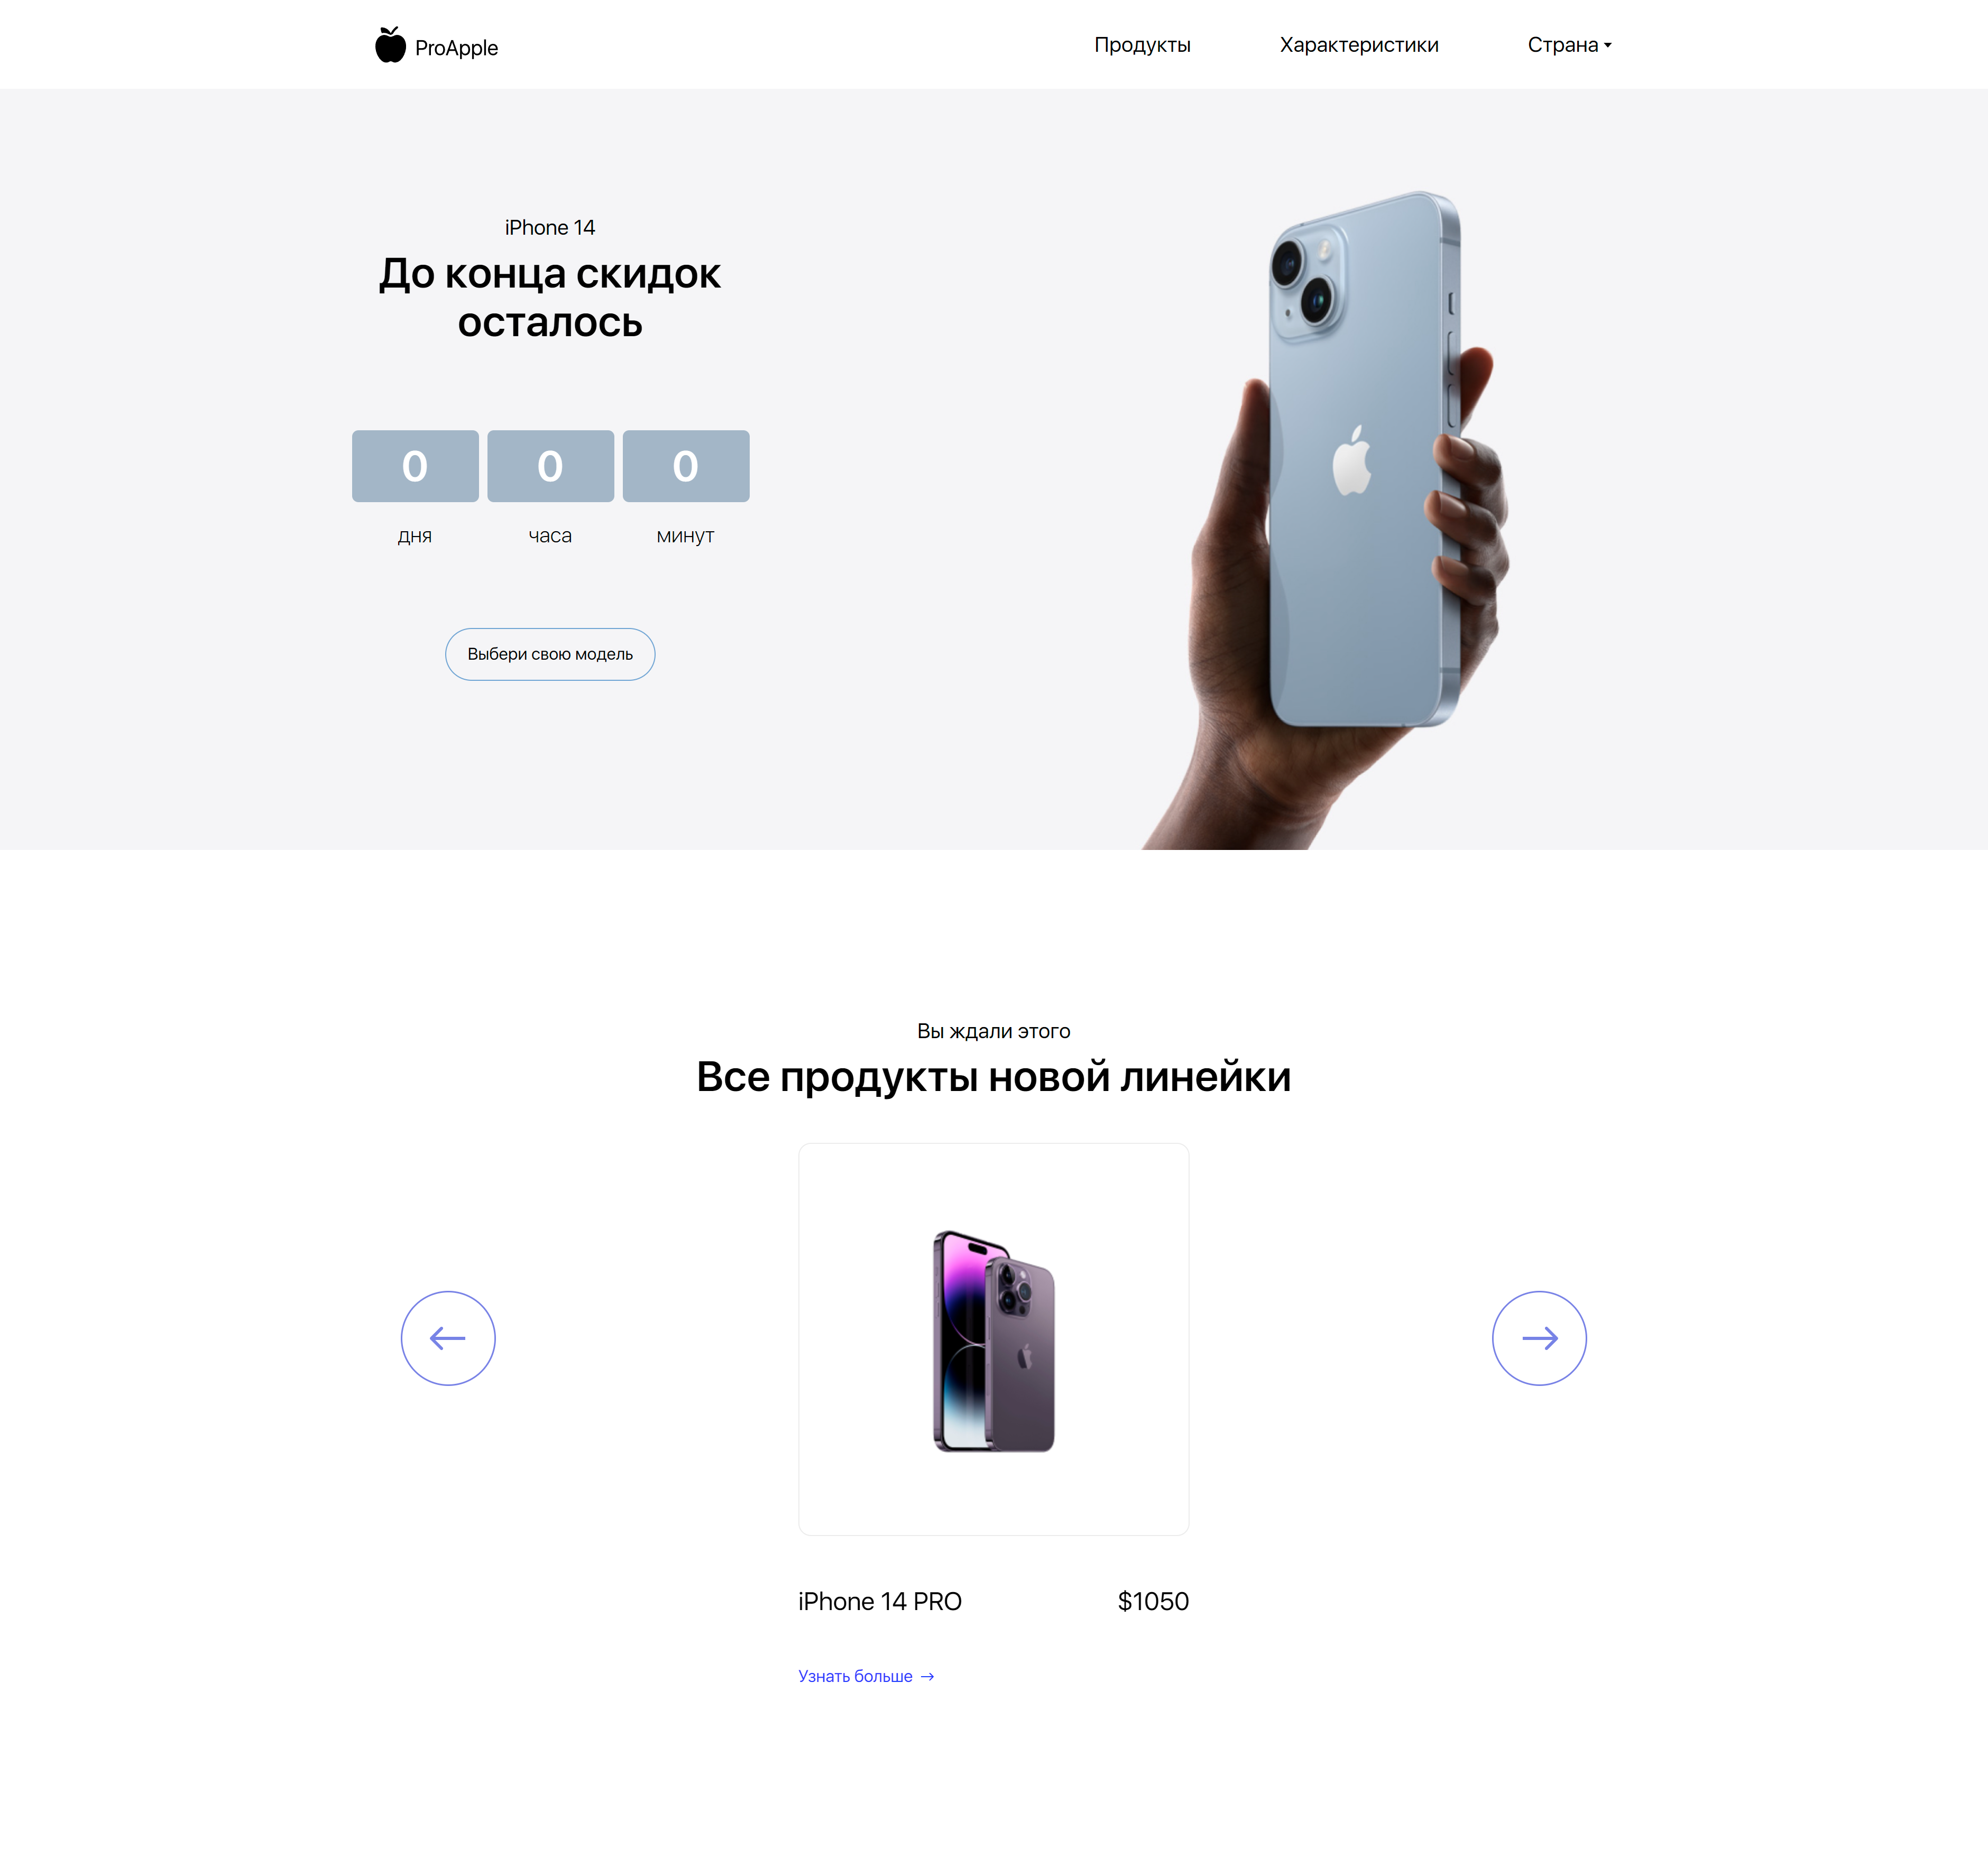 ProApple
Продукты
Характеристики
Страна
iPhone 14
До конца скидок
осталось
0 0 0
дня часа минут
Выбери свою модель
Вы ждали этого
Все продукты новой линейки
iPhone 14 PRO $1050
Узнать больше →